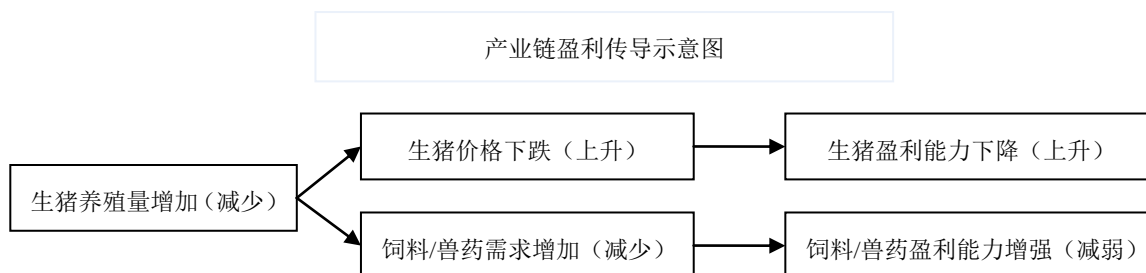 产业链盈利传导示意图
生猪价格下跌（上升）
生猪盈利能力下降（上升）
生猪养殖量增加（减少）
饲料/兽药需求增加（减少）
饲料/兽药盈利能力增强（减弱）